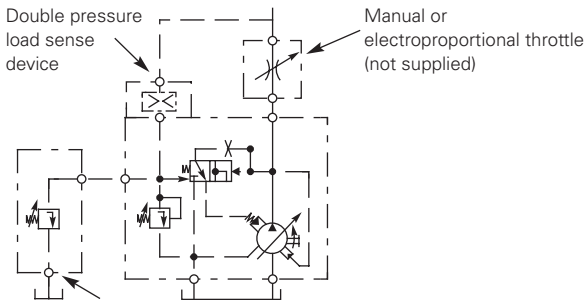 Double pressure
load sense
device
Manual or
electroproportional throttle
(not supplied)